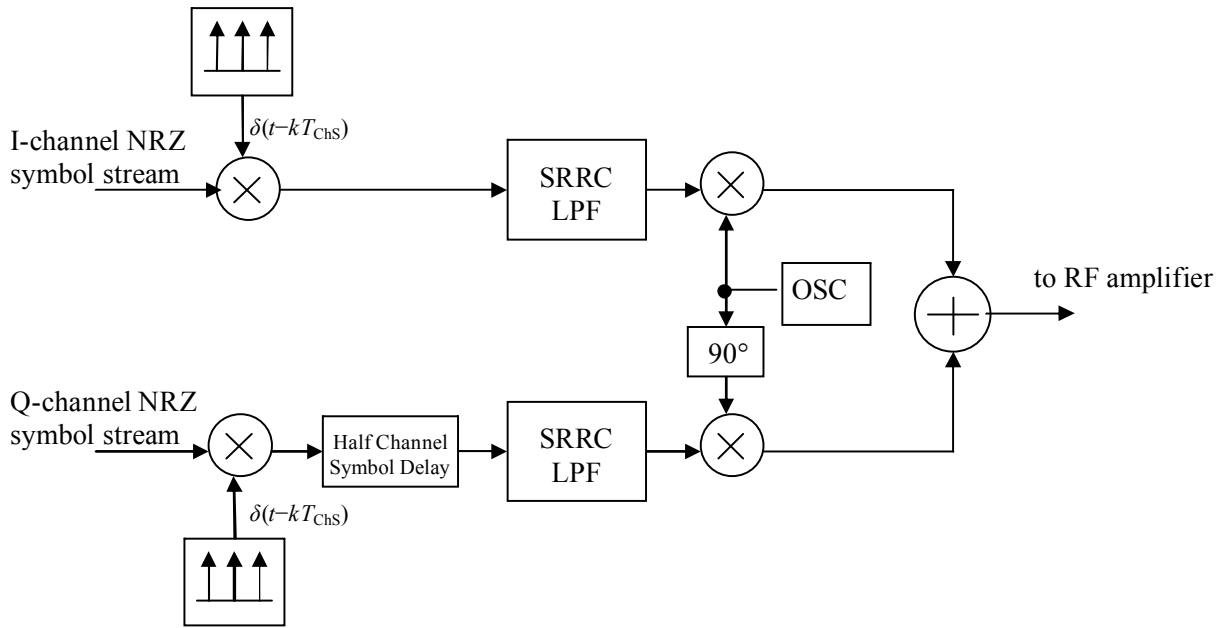 δ(t−kT_ChS)
I-channel NRZ
symbol stream
SRRC
LPF
OSC
to RF amplifier
90°
Q-channel NRZ
symbol stream
Half Channel
Symbol Delay
SRRC
LPF
δ(t−kT_ChS)